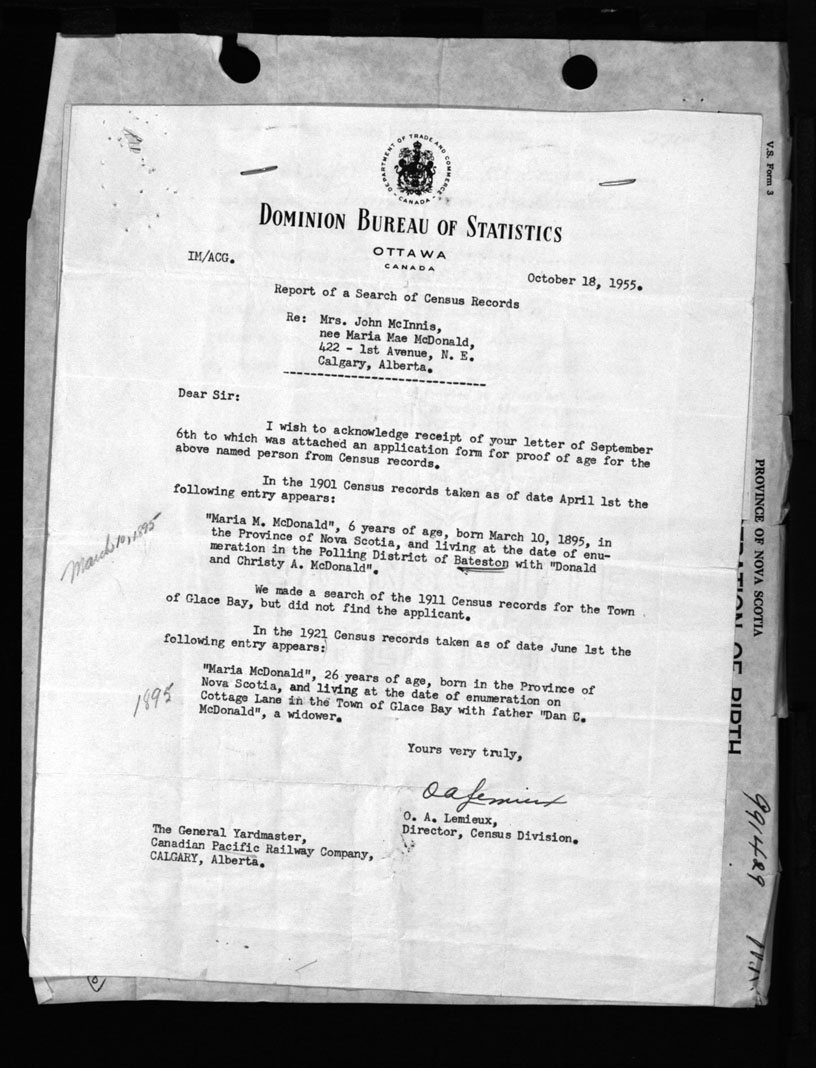 DEPARTMENT OF TRADE AND COMMERCE
CANADA
DOMINION BUREAU OF STATISTICS
OTTAWA
CANADA
IM/ACG.
October 18, 1955.
Report of a Search of Census Records
Re: Mrs. John McInnis,
nee Maria Mae McDonald,
422 - 1st Avenue, N. E.
Calgary, Alberta.
-------------------------------
Dear Sir:
I wish to acknowledge receipt of your letter of September
6th to which was attached an application form for proof of age for the
above named person from Census records.
In the 1901 Census records taken as of date April 1st the
following entry appears:
"Maria M. McDonald", 6 years of age, born March 10, 1895, in
the Province of Nova Scotia, and living at the date of enu-
meration in the Polling District of Bateston with "Donald
and Christy A. McDonald".
March 10, 1895
We made a search of the 1911 Census records for the Town
of Glace Bay, but did not find the applicant.
In the 1921 Census records taken as of date June 1st the
following entry appears:
"Maria McDonald", 26 years of age, born in the Province of
Nova Scotia, and living at the date of enumeration on
Cottage Lane in the Town of Glace Bay with father "Dan C.
McDonald", a widower.
1895
Yours very truly,
O A Lemieux
O. A. Lemieux,
Director, Census Division.
The General Yardmaster,
Canadian Pacific Railway Company,
CALGARY, Alberta.
V.S. Form 3
PROVINCE OF NOVA SCOTIA
OF BIRTH
991429